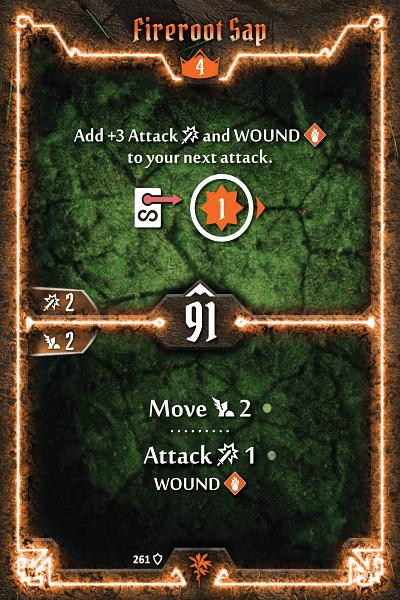 Fireroot Sap
4
Add +3 Attack and WOUND
to your next attack.
1
2
91
2
Move 2
Attack 1
WOUND
261